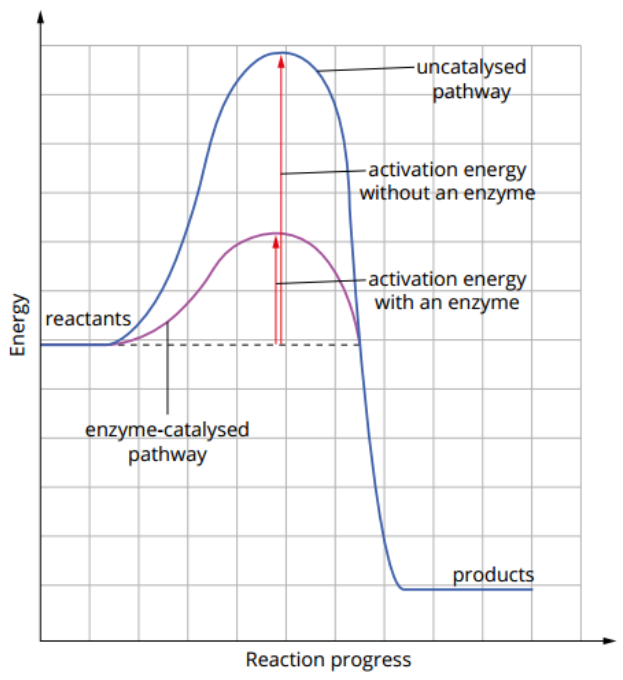 uncatalysed
pathway
activation energy
without an enzyme
activation energy
with an enzyme
reactants
Energy
enzyme-catalysed
pathway
products
Reaction progress